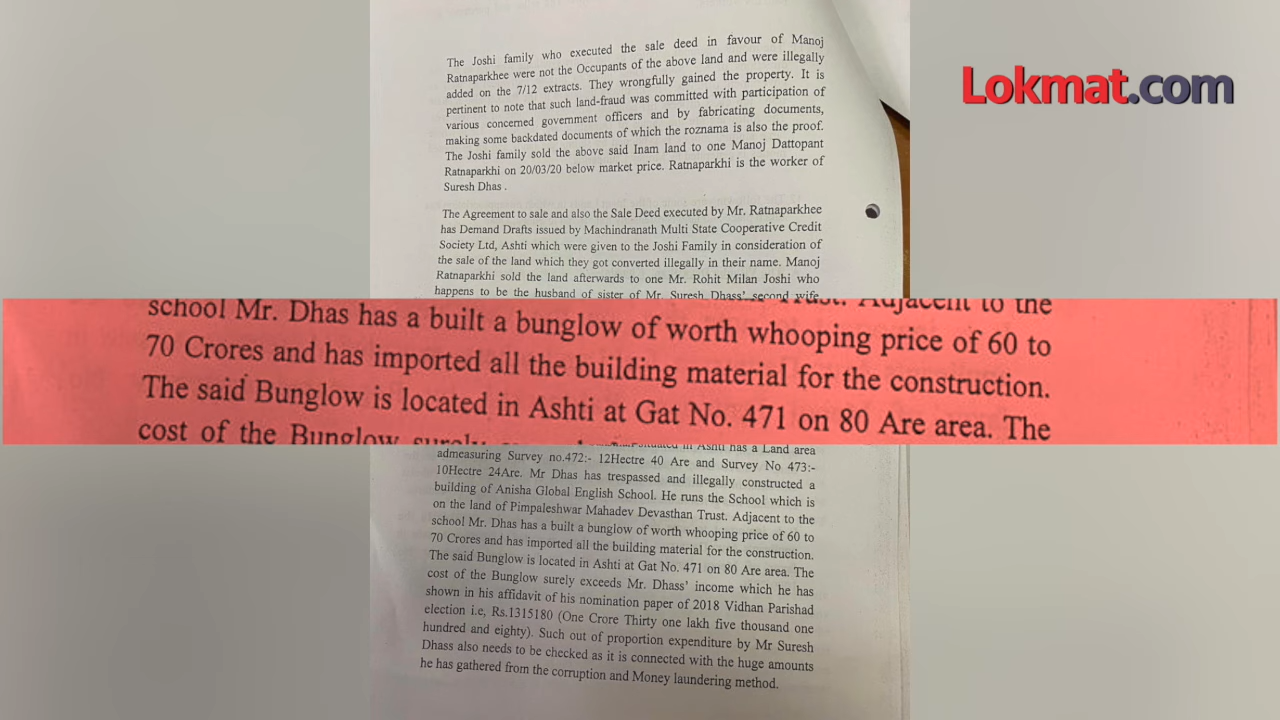 Lokmat.com
The Joshi family who executed the sale deed in favour of Manoj
Ratnaparkhee were not the Occupants of the above land and were illegally
added on the 7/12 extracts. They wrongfully gained the property. It is
pertinent to note that such land-fraud was committed with participation of
various concerned government officers and by fabricating documents,
making some backdated documents of which the roznama is also the proof.
The Joshi family sold the above said Inam land to one Manoj Dattopant
Ratnaparkhi on 20/03/20 below market price. Ratnaparkhi is the worker of
Suresh Dhas .
The Agreement to sale and also the Sale Deed executed by Mr. Ratnaparkhee
has Demand Drafts issued by Machindranath Multi State Cooperative Credit
Society Ltd, Ashti which were given to the Joshi Family in consideration of
the sale of the land which they got converted illegally in their name. Manoj
Ratnaparkhi sold the land afterwards to one Mr. Rohit Milan Joshi who
happens to be the husband of sister of Mr. Suresh Dhass' second wife.
Trust. Adjacent to the
school Mr. Dhas has a built a bunglow of worth whooping price of 60 to
70 Crores and has imported all the building material for the construction.
The said Bunglow is located in Ashti at Gat No. 471 on 80 Are area. The
cost of the Bunglow surely
situated in Ashti has a Land area
admeasuring Survey no.472:- 12Hectre 40 Are and Survey No 473:-
10Hectre 24Are. Mr Dhas has trespassed and illegally constructed a
building of Anisha Global English School. He runs the School which is
on the land of Pimpaleshwar Mahadev Devasthan Trust. Adjacent to the
school Mr. Dhas has a built a bunglow of worth whooping price of 60 to
70 Crores and has imported all the building material for the construction.
The said Bunglow is located in Ashti at Gat No. 471 on 80 Are area. The
cost of the Bunglow surely exceeds Mr. Dhass' income which he has
shown in his affidavit of his nomination paper of 2018 Vidhan Parishad
election i.e, Rs.1315180 (One Crore Thirty one lakh five thousand one
hundred and eighty). Such out of proportion expenditure by Mr Suresh
Dhass also needs to be checked as it is connected with the huge amounts
he has gathered from the corruption and Money laundering method.